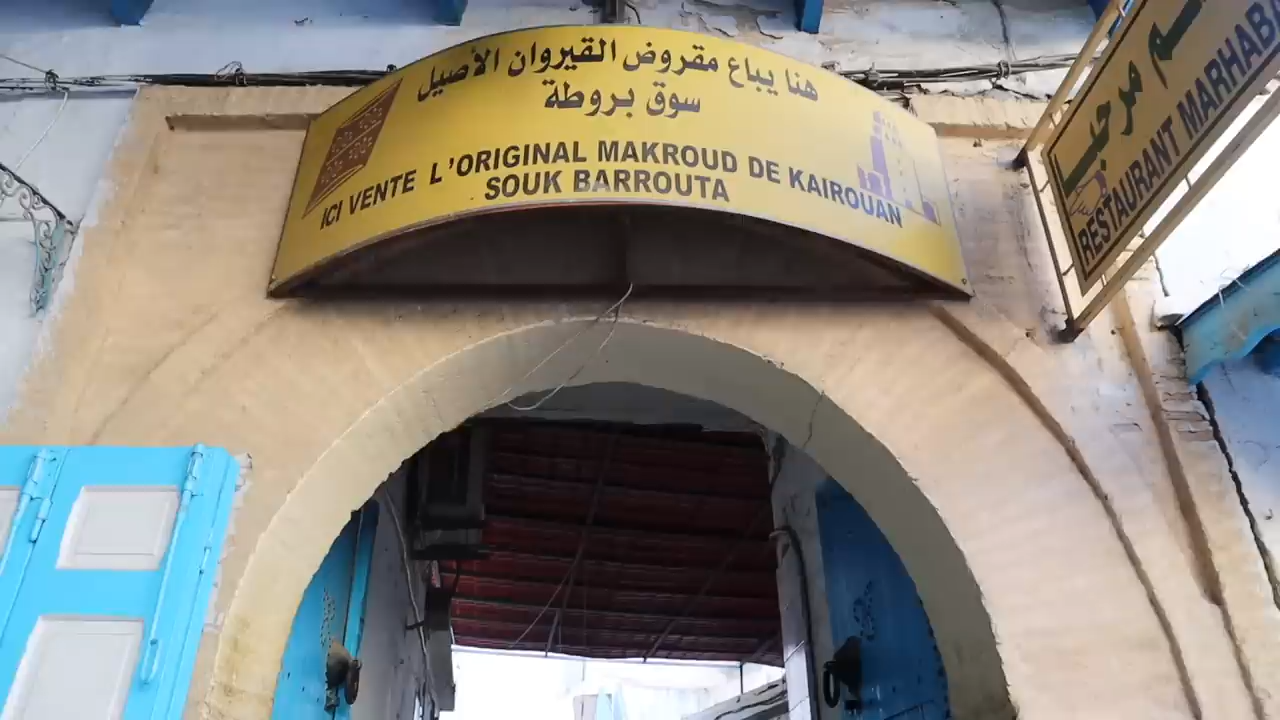 هنا يباع مقروض القيروان الأصيل
سوق بروطة
ICI VENTE L'ORIGINAL MAKROUD DE KAIROUAN
SOUK BARROUTA
مرحبا
RESTAURANT MARHABA